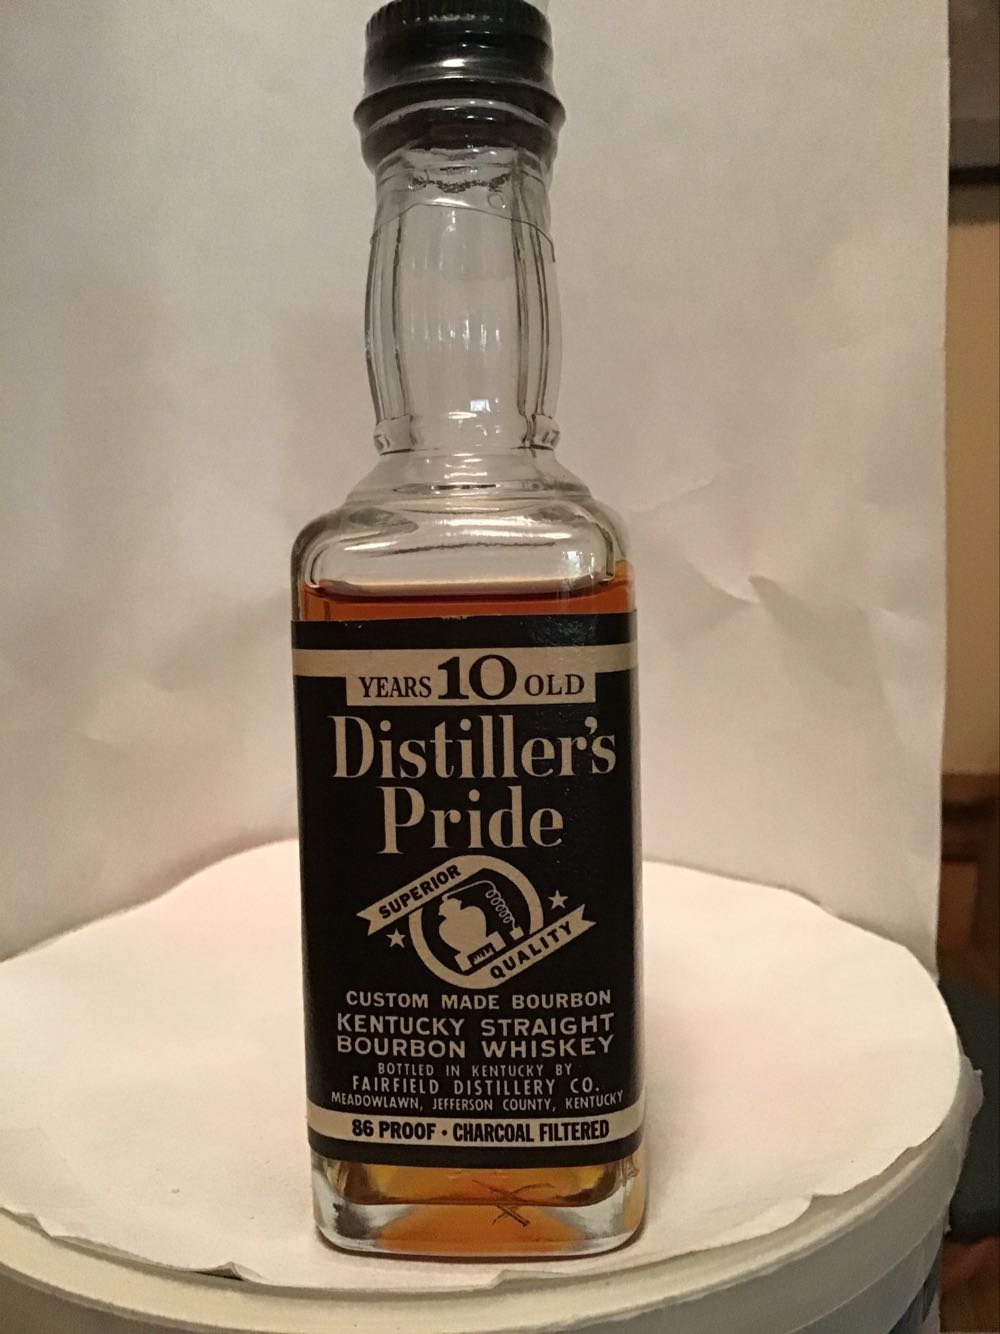 YEARS 10 OLD
Distiller's
Pride
SUPERIOR
QUALITY
CUSTOM MADE BOURBON
KENTUCKY STRAIGHT
BOURBON WHISKEY
BOTTLED IN KENTUCKY BY
FAIRFIELD DISTILLERY CO.
MEADOWLAWN, JEFFERSON COUNTY, KENTUCKY
86 PROOF · CHARCOAL FILTERED